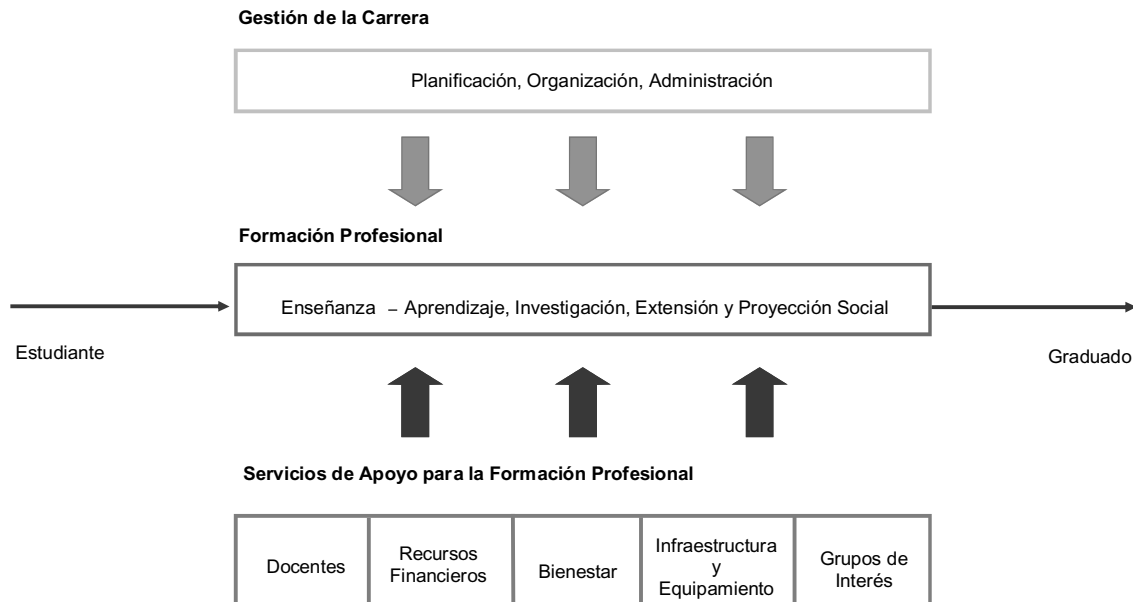 Gestión de la Carrera
Planificación, Organización, Administración
Formación Profesional
Enseñanza – Aprendizaje, Investigación, Extensión y Proyección Social
Estudiante
Graduado
Servicios de Apoyo para la Formación Profesional
Docentes
Recursos
Financieros
Bienestar
Infraestructura
y
Equipamiento
Grupos de
Interés